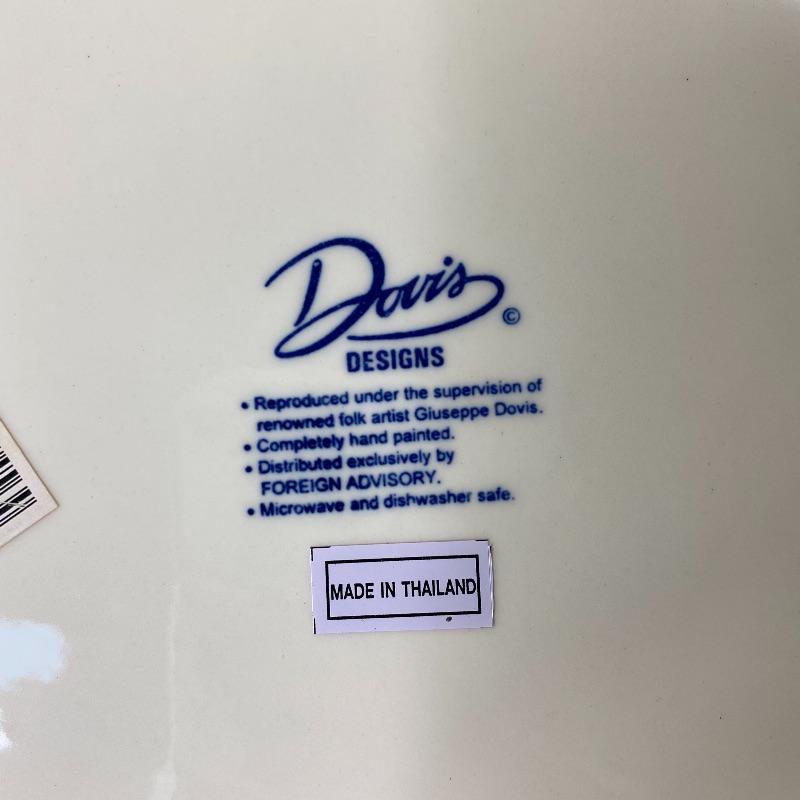 Dovis ©
DESIGNS
• Reproduced under the supervision of
renowned folk artist Giuseppe Dovis.
• Completely hand painted.
• Distributed exclusively by
FOREIGN ADVISORY.
• Microwave and dishwasher safe.
MADE IN THAILAND